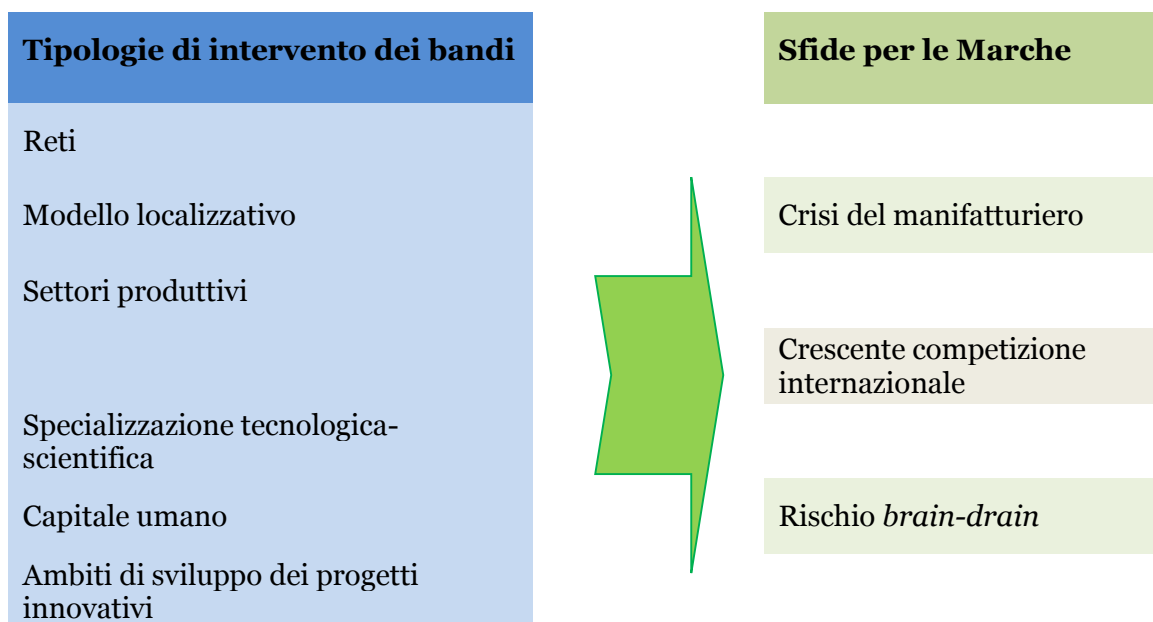 Tipologie di intervento dei bandi
Reti
Modello localizzativo
Settori produttivi
Specializzazione tecnologica-
scientifica
Capitale umano
Ambiti di sviluppo dei progetti
innovativi
Sfide per le Marche
Crisi del manifatturiero
Crescente competizione
internazionale
Rischio brain-drain